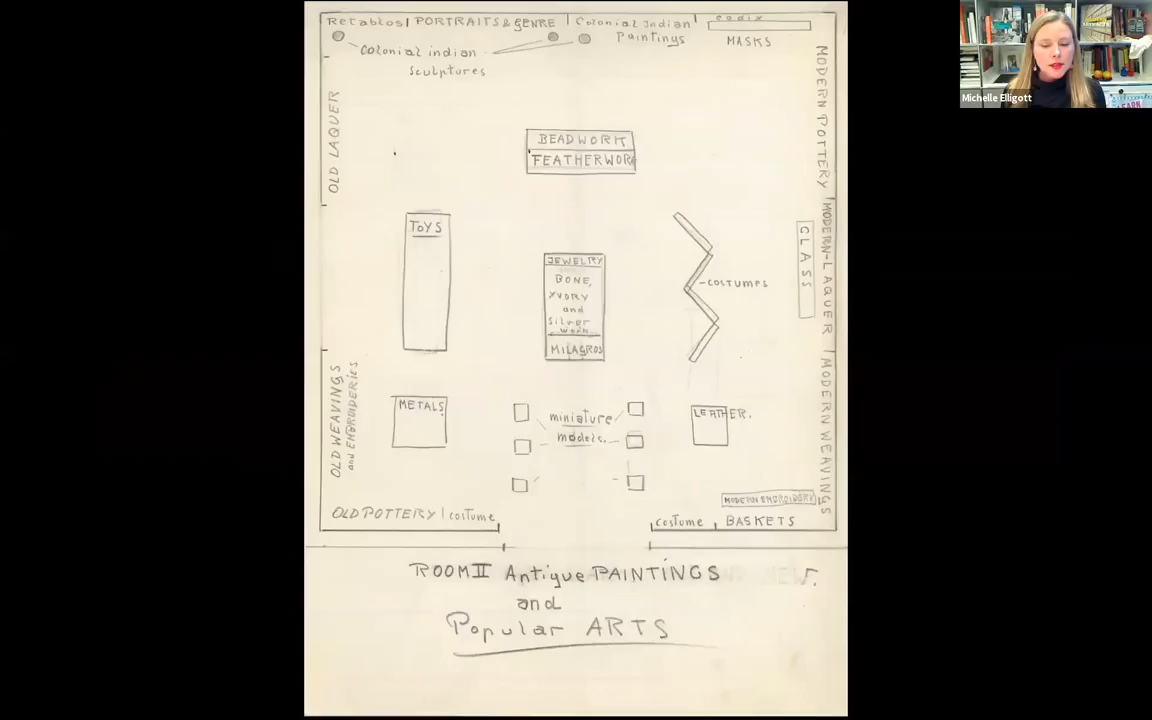 Retablos | PORTRAITS & GENRE | Colonial Indian
Paintings
codix
MASKS
Colonial indian
Sculptures
OLD LAQUER
MODERN POTTERY
BEADWORK
FEATHERWORK
TOYS
JEWELRY
BONE,
YVORY
and
Silver
work
MILAGROS
COSTUMES
GLASS
MODERN-LAQUER
OLD WEAVINGS
and EMBROIDERIES
METALS
miniature
models.
LEATHER.
MODERN WEAVINGS
MODERN EMBROIDERY
OLD POTTERY | costume
costume
BASKETS
ROOM II Antique PAINTINGS
and
Popular ARTS
Michelle Elligott